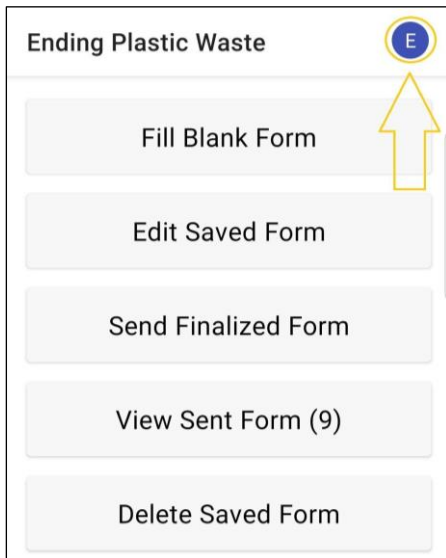 Ending Plastic Waste E
Fill Blank Form
Edit Saved Form
Send Finalized Form
View Sent Form (9)
Delete Saved Form